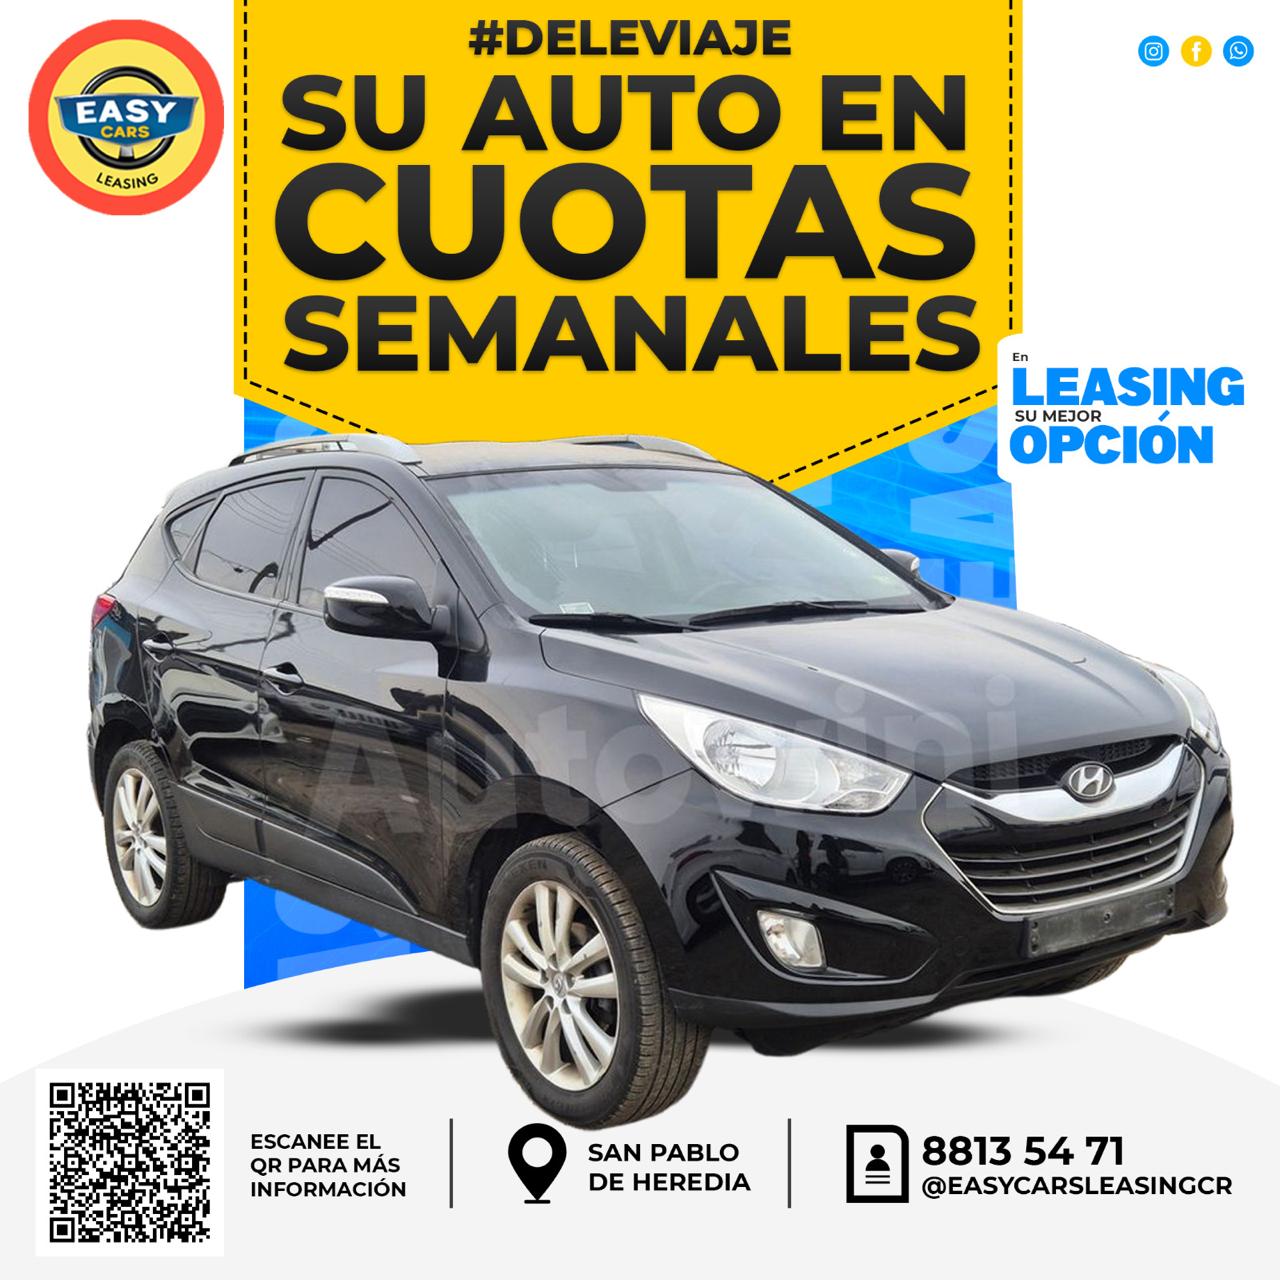 EASY
CARS
LEASING
#DELEVIAJE
SU AUTO EN
CUOTAS
SEMANALES
En
LEASING
SU MEJOR
OPCIÓN
AutoWini
ESCANEE EL
QR PARA MÁS
INFORMACIÓN
SAN PABLO
DE HEREDIA
8813 54 71
@EASYCARSLEASINGCR